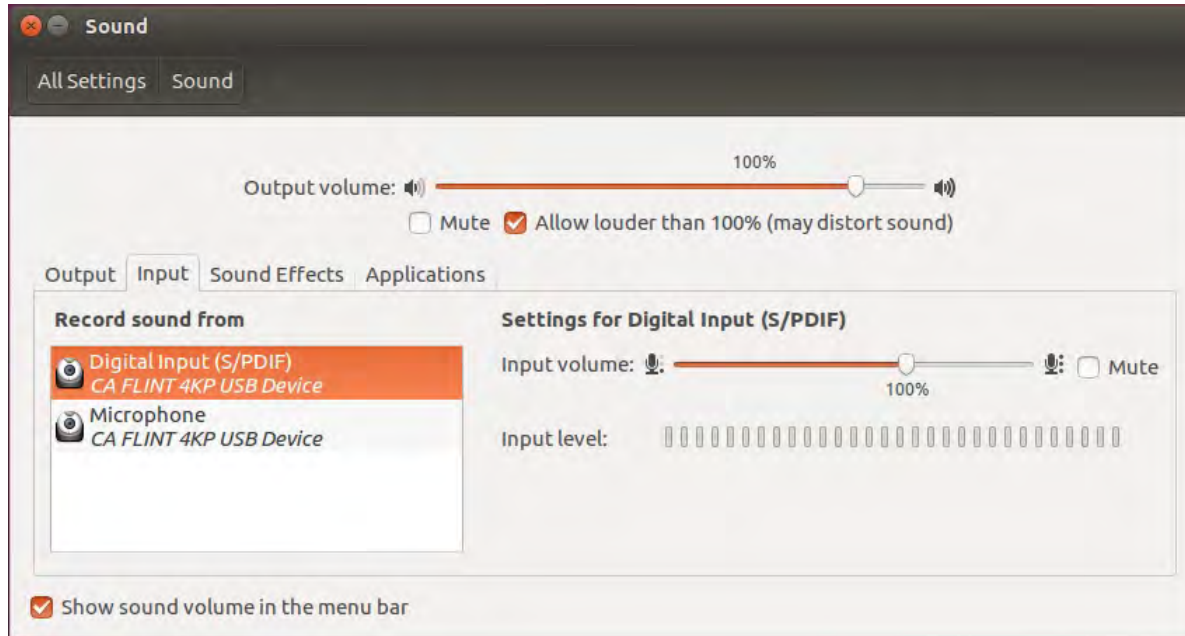 Sound
All Settings Sound
100%
Output volume:
Mute Allow louder than 100% (may distort sound)
Output Input Sound Effects Applications
Record sound from
Digital Input (S/PDIF)
CA FLINT 4KP USB Device
Microphone
CA FLINT 4KP USB Device
Settings for Digital Input (S/PDIF)
Input volume: Mute
100%
Input level:
Show sound volume in the menu bar